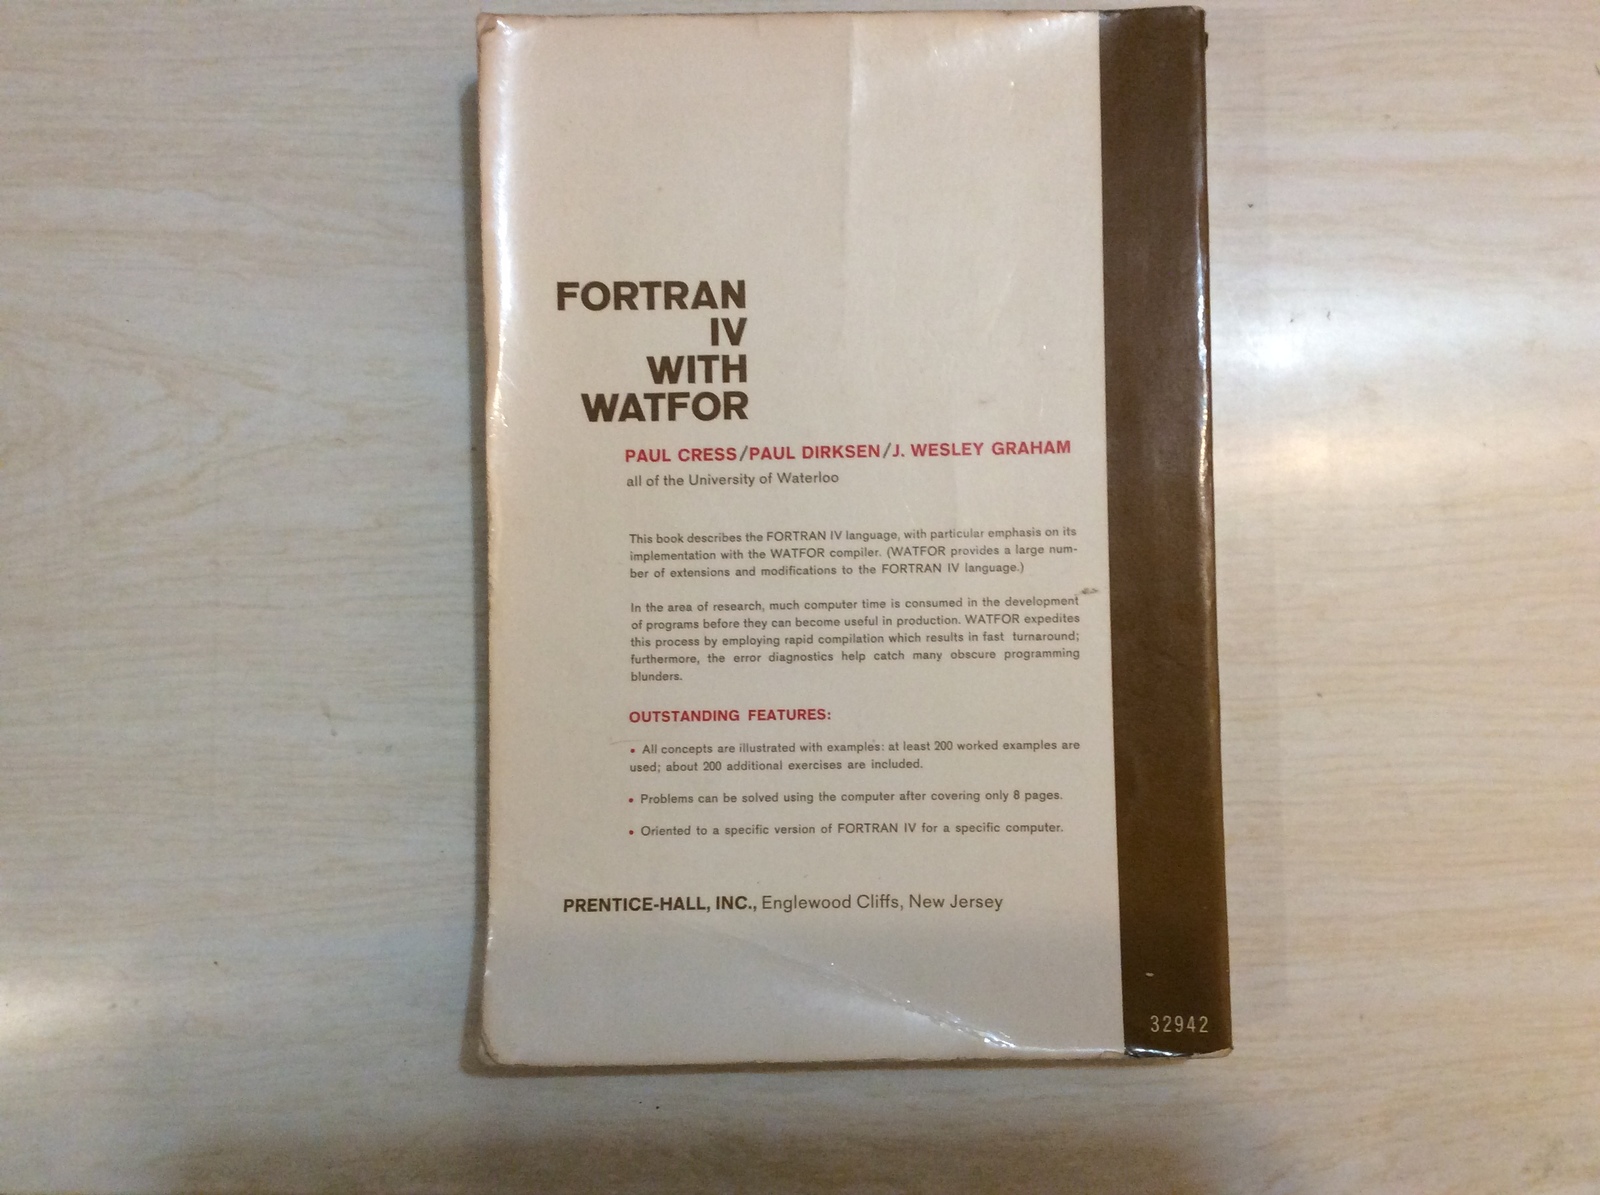 FORTRAN
IV
WITH
WATFOR
PAUL CRESS/PAUL DIRKSEN/J. WESLEY GRAHAM
all of the University of Waterloo
This book describes the FORTRAN IV language, with particular emphasis on its
implementation with the WATFOR compiler. (WATFOR provides a large num-
ber of extensions and modifications to the FORTRAN IV language.)
In the area of research, much computer time is consumed in the development
of programs before they can become useful in production. WATFOR expedites
this process by employing rapid compilation which results in fast turnaround;
furthermore, the error diagnostics help catch many obscure programming
blunders.
OUTSTANDING FEATURES:
• All concepts are illustrated with examples: at least 200 worked examples are
used; about 200 additional exercises are included.
• Problems can be solved using the computer after covering only 8 pages.
• Oriented to a specific version of FORTRAN IV for a specific computer.
PRENTICE-HALL, INC., Englewood Cliffs, New Jersey
32942